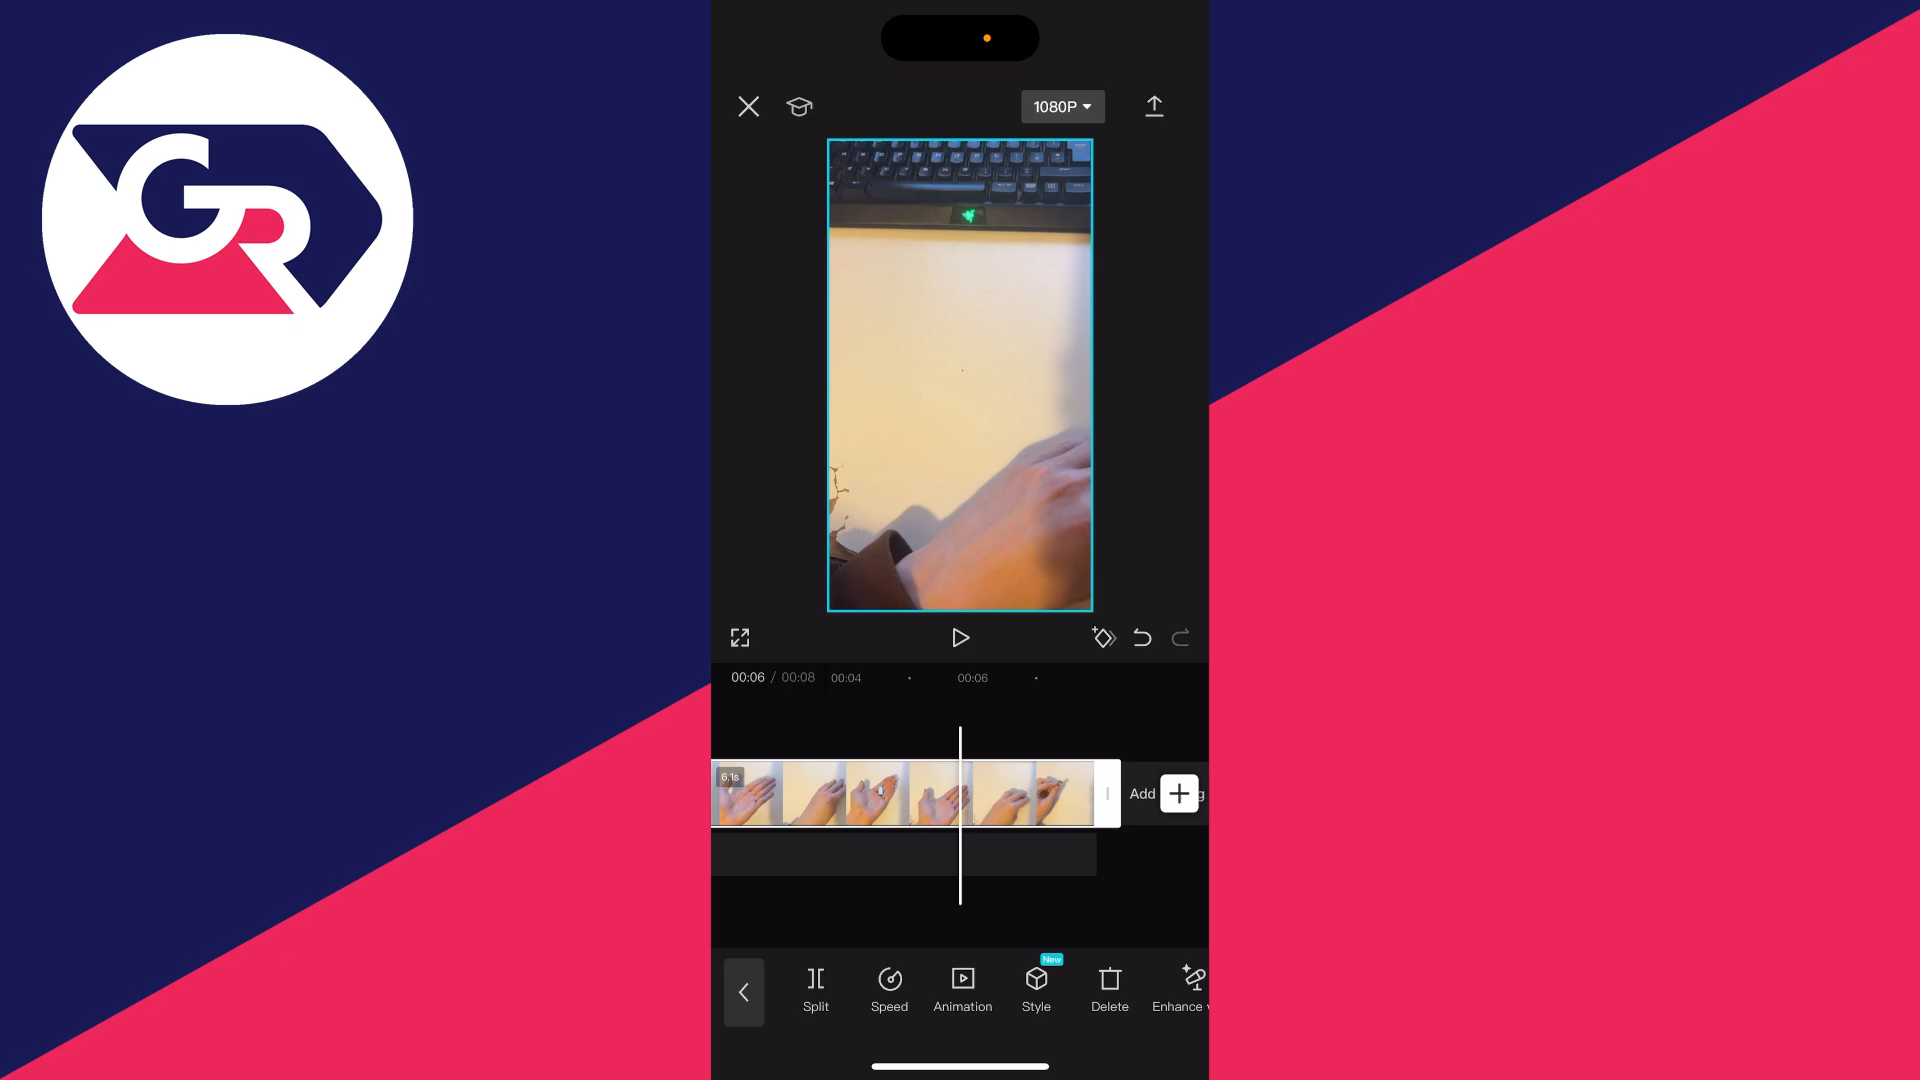 GR
1080P
00:06 / 00:08 00:04 00:06
6.1s
Add
g
New
Split Speed Animation Style Delete Enhance v